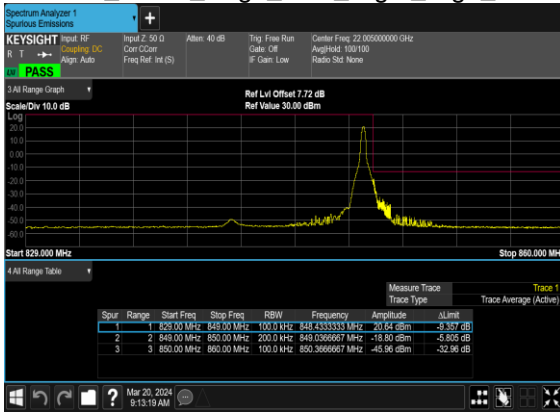 Spectrum Analyzer 1
Spurious Emissions
KEYSIGHT Input: RF Input Z: 50 Ω Atten: 40 dB Trig: Free Run Center Freq: 22.005000000 GHz
R T Coupling: DC Corr CCorr Gate: Off Avg|Hold: 100/100
Align: Auto Freq Ref: Int (S) IF Gain: Low Radio Std: None
PASS
3 All Range Graph
Ref Lvl Offset 7.72 dB
Scale/Div 10.0 dB Ref Value 30.00 dBm
Log
20.0
10.0
0.00
-10.0
-20.0
-30.0
-40.0
-50.0
-60.0
Start 829.000 MHz Stop 860.000 MH
4 All Range Table
Measure Trace Trace 1
Trace Type Trace Average (Active)
Spur Range Start Freq Stop Freq RBW Frequency Amplitude ΔLimit
1 1 829.00 MHz 849.00 MHz 100.0 kHz 848.4333333 MHz 20.64 dBm -9.357 dB
2 2 849.00 MHz 850.00 MHz 200.0 kHz 849.0366667 MHz -18.80 dBm -5.805 dB
3 3 850.00 MHz 860.00 MHz 100.0 kHz 850.3666667 MHz -45.96 dBm -32.96 dB
? Mar 20, 2024
9:13:19 AM